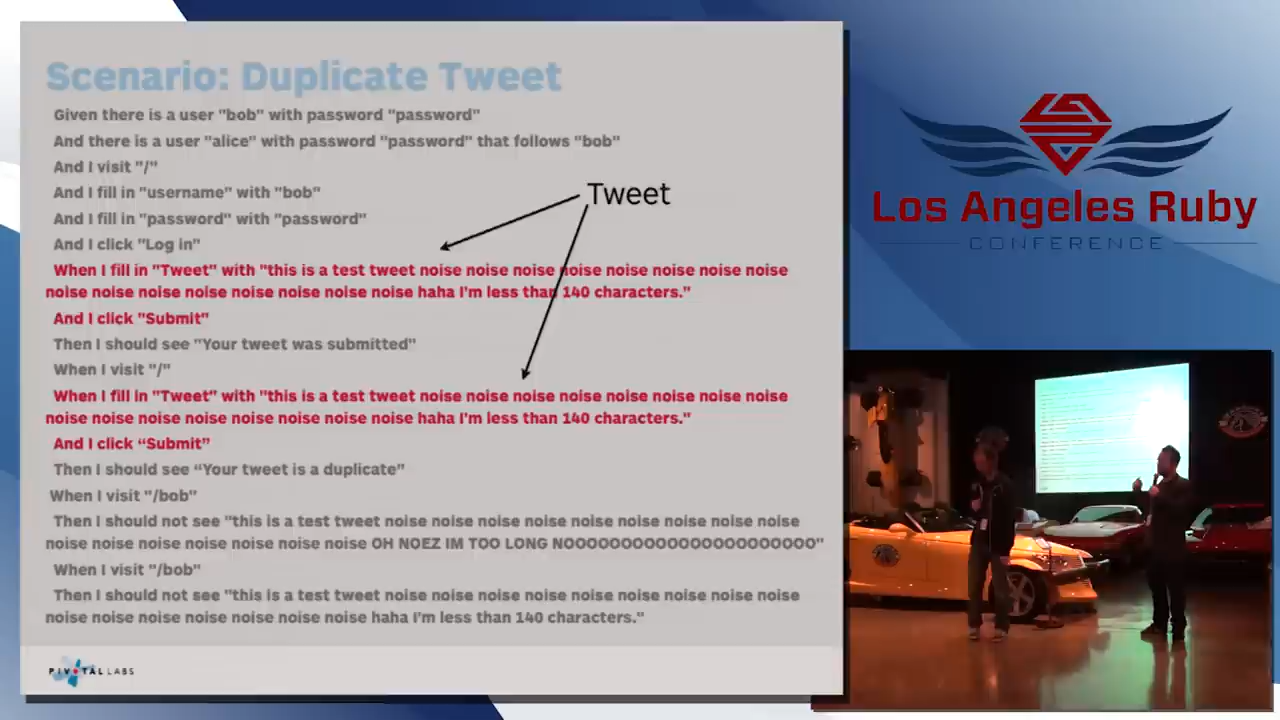 Scenario: Duplicate Tweet
Given there is a user "bob" with password "password"
And there is a user "alice" with password "password" that follows "bob"
And I visit "/"
And I fill in "username" with "bob"
And I fill in "password" with "password"
And I click "Log in"
Tweet
When I fill in "Tweet" with "this is a test tweet noise noise noise noise noise noise noise noise
noise noise noise noise noise noise noise noise haha I'm less than 140 characters."
And I click "Submit"
Then I should see "Your tweet was submitted"
When I visit "/"
When I fill in "Tweet" with "this is a test tweet noise noise noise noise noise noise noise noise
noise noise noise noise noise noise noise noise haha I'm less than 140 characters."
And I click “Submit”
Then I should see “Your tweet is a duplicate”
When I visit "/bob"
Then I should not see "this is a test tweet noise noise noise noise noise noise noise noise noise
noise noise noise noise noise noise noise OH NOEZ IM TOO LONG NOOOOOOOOOOOOOOOOOOOOOO"
When I visit "/bob"
Then I should not see "this is a test tweet noise noise noise noise noise noise noise noise noise
noise noise noise noise noise noise noise haha I'm less than 140 characters."
PIVOTAL LABS
Los Angeles Ruby
CONFERENCE